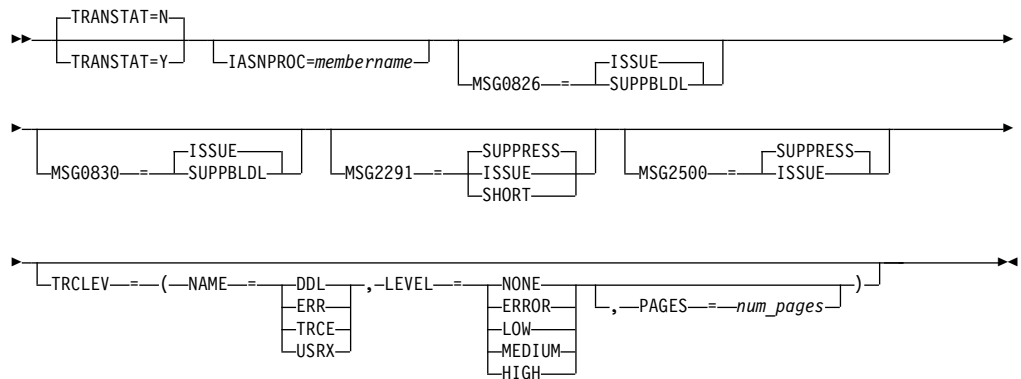 TRANSTAT=N
TRANSTAT=Y
IASNPROC=membername
MSG0826 = ISSUE
SUPPBLDL
MSG0830 = ISSUE
SUPPBLDL
MSG2291 = SUPPRESS
ISSUE
SHORT
MSG2500 = SUPPRESS
ISSUE
TRCLEV = ( NAME = DDL , LEVEL = NONE , PAGES = num_pages )
ERR
TRCE
USRX
ERROR
LOW
MEDIUM
HIGH